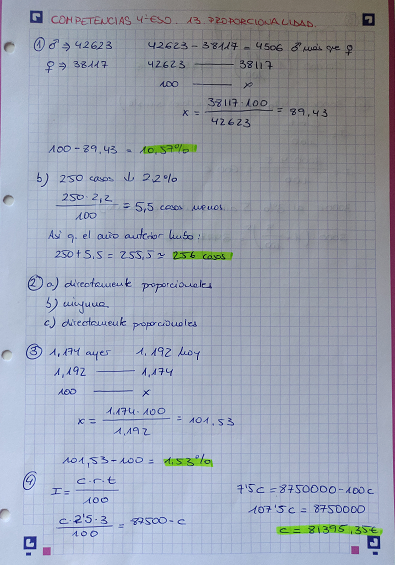 COMPETENCIAS 4ºESO. 13. PROPORCIONALIDAD.
① ♂ ⇒ 42623   42623 - 38117 = 4506 ♂ más que ♀
♀ ⇒ 38117   42623 —— 38117
100 —— x
x = 38117·100 / 42623 = 89,43
100 - 89,43 = 10,57%
b) 250 casos ↓ 2,2%
250·2,2 / 100 = 5,5 casos menos
Así q. el año anterior hubo:
250 + 5,5 = 255,5 ≈ 256 casos
② a) directamente proporcionales
b) ninguna
c) directamente proporcionales
③ 1,174 ayer   1,192 hoy
1,192 —— 1,174
100 —— x
x = 1,174·100 / 1,192 = 101,53
101,53 - 100 = 1,53%
④ I = c·r·t / 100   7'5c = 8750000 - 100c
c·2'5·3 / 100 = 87500 - c   107'5c = 8750000
c = 81395,35€